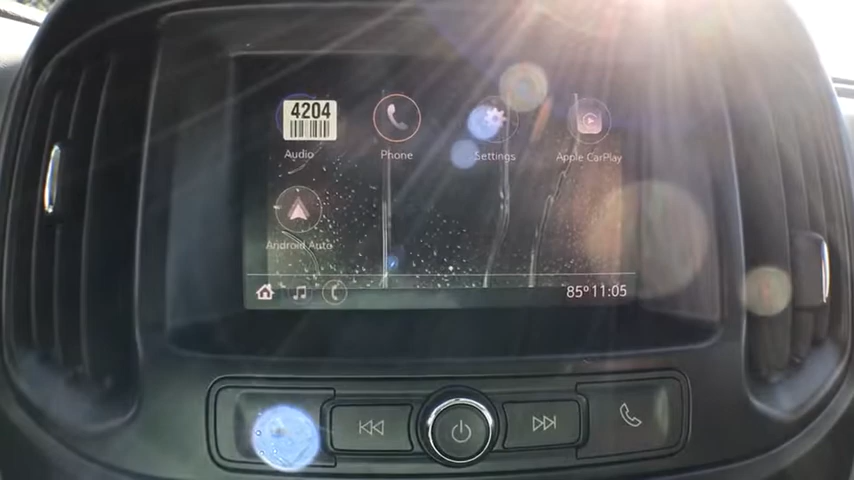 4204
Audio
Phone
Settings
Apple CarPlay
Android Auto
85° 11:05